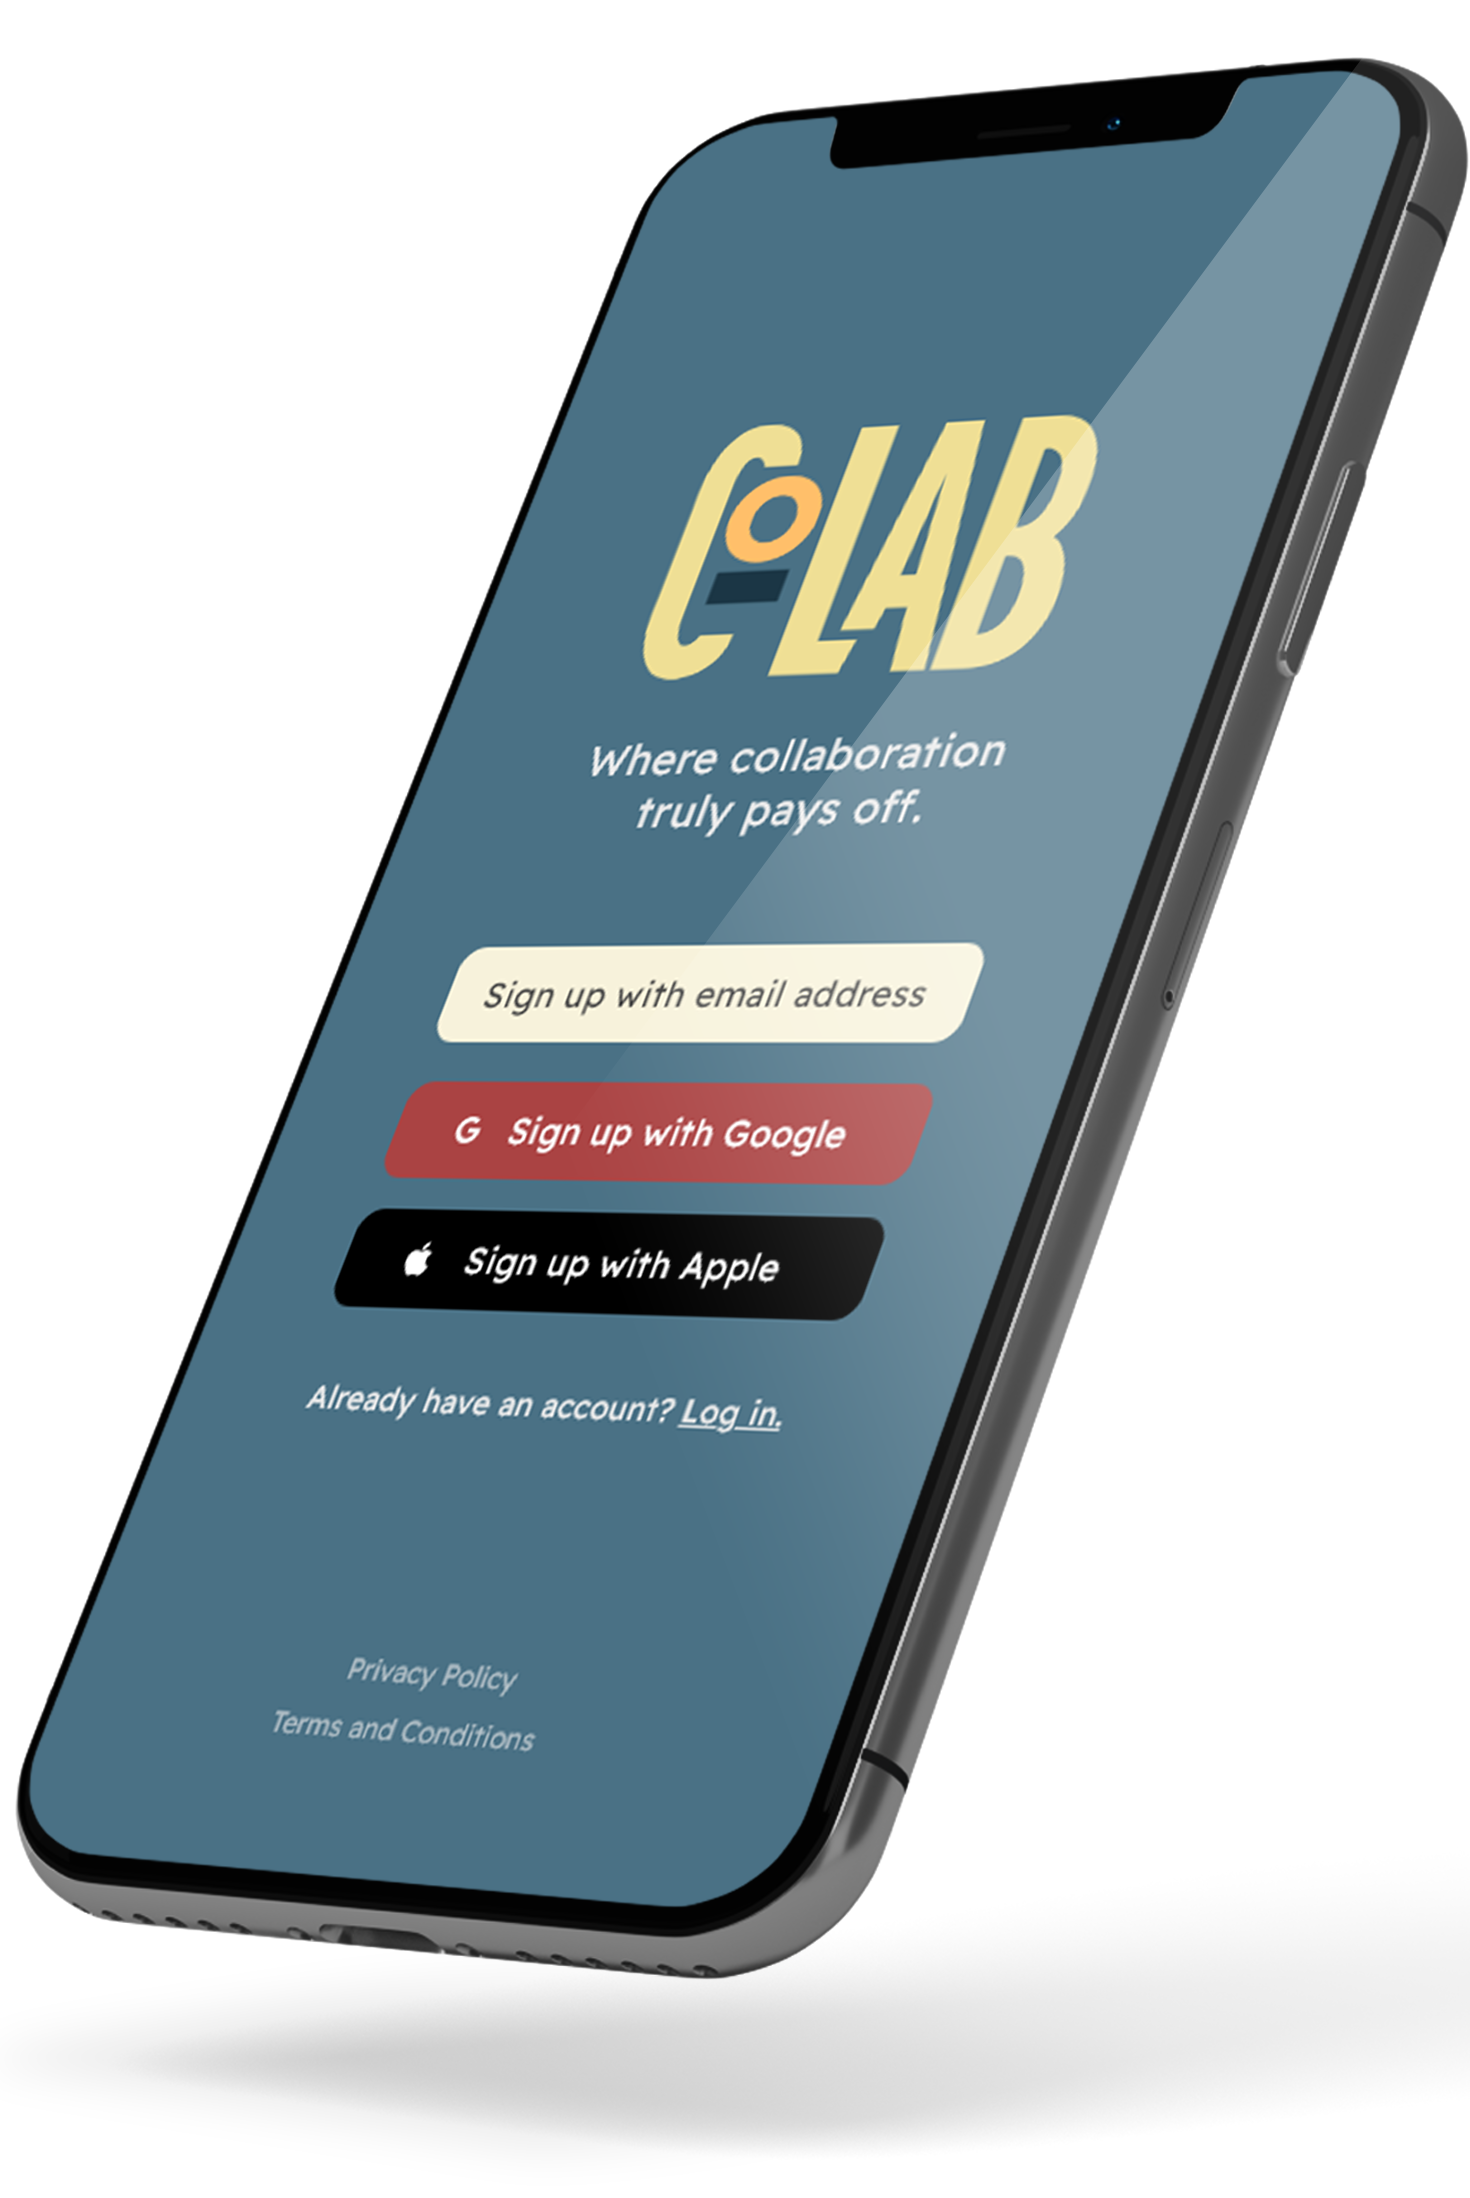 CoLAB
Where collaboration
truly pays off.
Sign up with email address
G Sign up with Google
Sign up with Apple
Already have an account? Log in.
Privacy Policy
Terms and Conditions